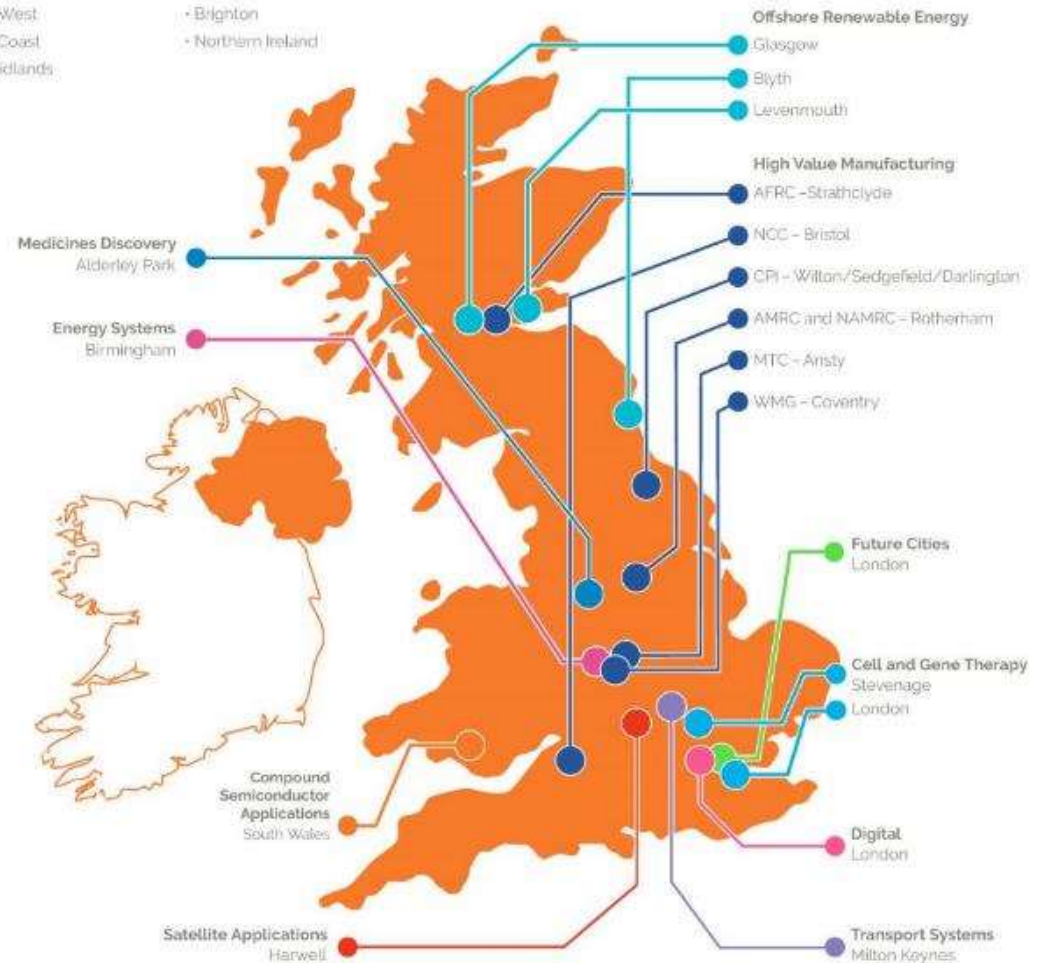 West
Coast
idlands
• Brighton
• Northern Ireland
Offshore Renewable Energy
Glasgow
Blyth
Levenmouth
High Value Manufacturing
AFRC –Strathclyde
NCC – Bristol
CPI – Wilton/Sedgefield/Darlington
AMRC and NAMRC – Rotherham
MTC – Ansty
WMG – Coventry
Medicines Discovery
Alderley Park
Energy Systems
Birmingham
Future Cities
London
Cell and Gene Therapy
Stevenage
London
Compound
Semiconductor
Applications
South Wales
Digital
London
Satellite Applications
Harwell
Transport Systems
Milton Keynes